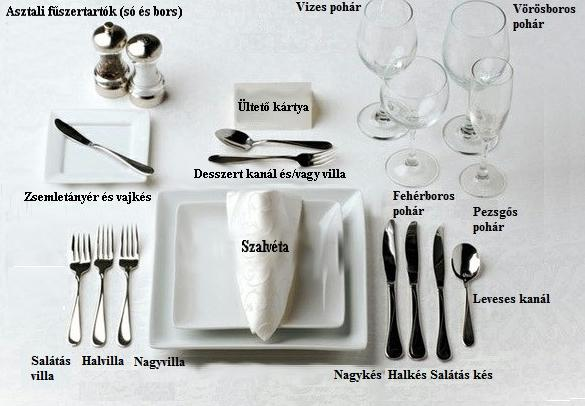 Asztali fűszertartók (só és bors)
Vizes pohár
Vörösboros
pohár
Ültető kártya
Desszert kanál és/vagy villa
Zsemletányér és vajkés
Fehérboros
pohár
Pezsgős
pohár
Szalvéta
Leveses kanál
Salátás
villa
Halvilla
Nagyvilla
Nagykés
Halkés
Salátás kés